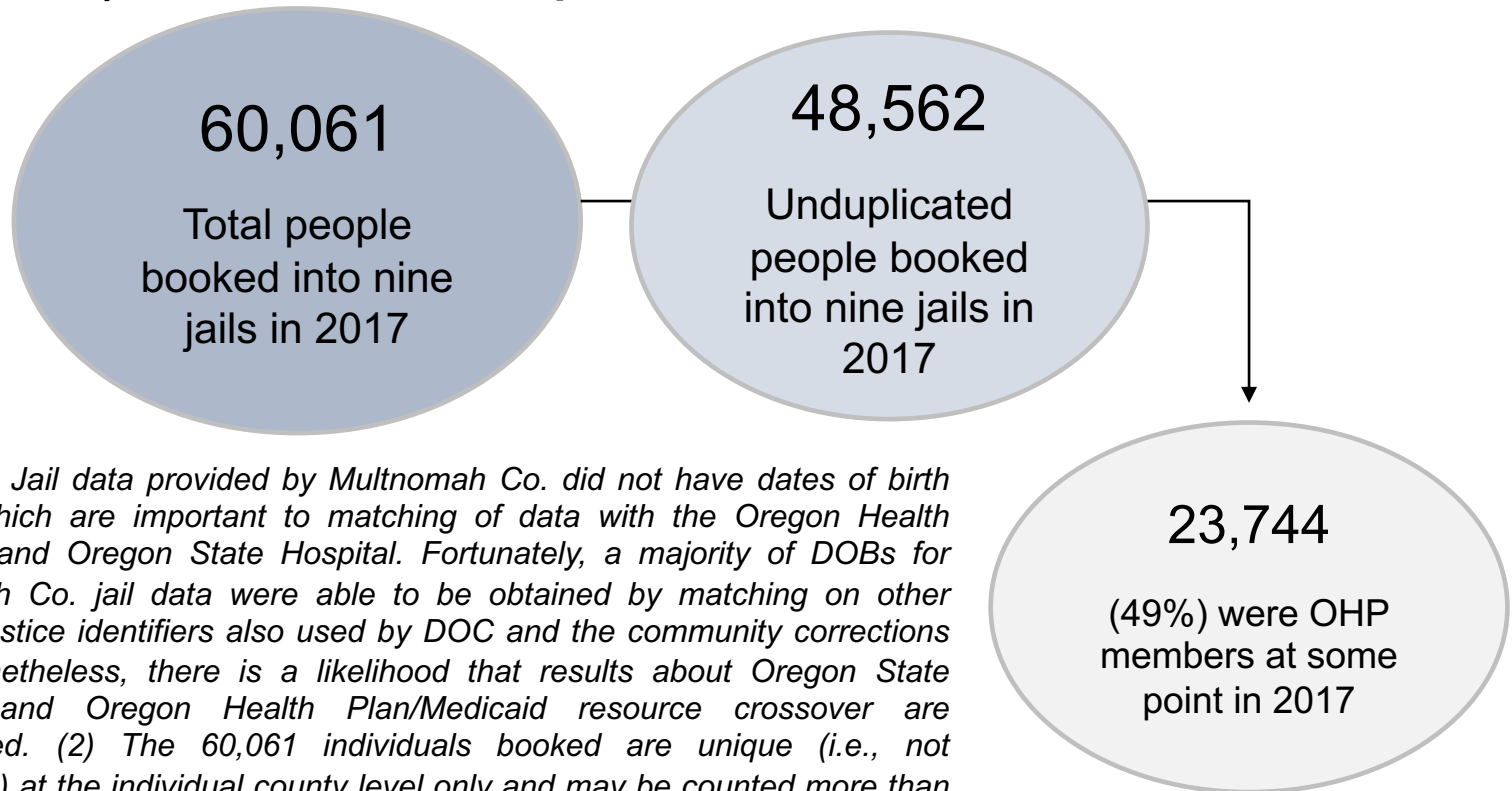 60,061
Total people
booked into nine
jails in 2017
48,562
Unduplicated
people booked
into nine jails in
2017
23,744
(49%) were OHP
members at some
point in 2017
Jail data provided by Multnomah Co. did not have dates of birth
which are important to matching of data with the Oregon Health
and Oregon State Hospital. Fortunately, a majority of DOBs for
Co. jail data were able to be obtained by matching on other
identifiers also used by DOC and the community corrections
there is a likelihood that results about Oregon State
and Oregon Health Plan/Medicaid resource crossover are
(2) The 60,061 individuals booked are unique (i.e., not
at the individual county level only and may be counted more than